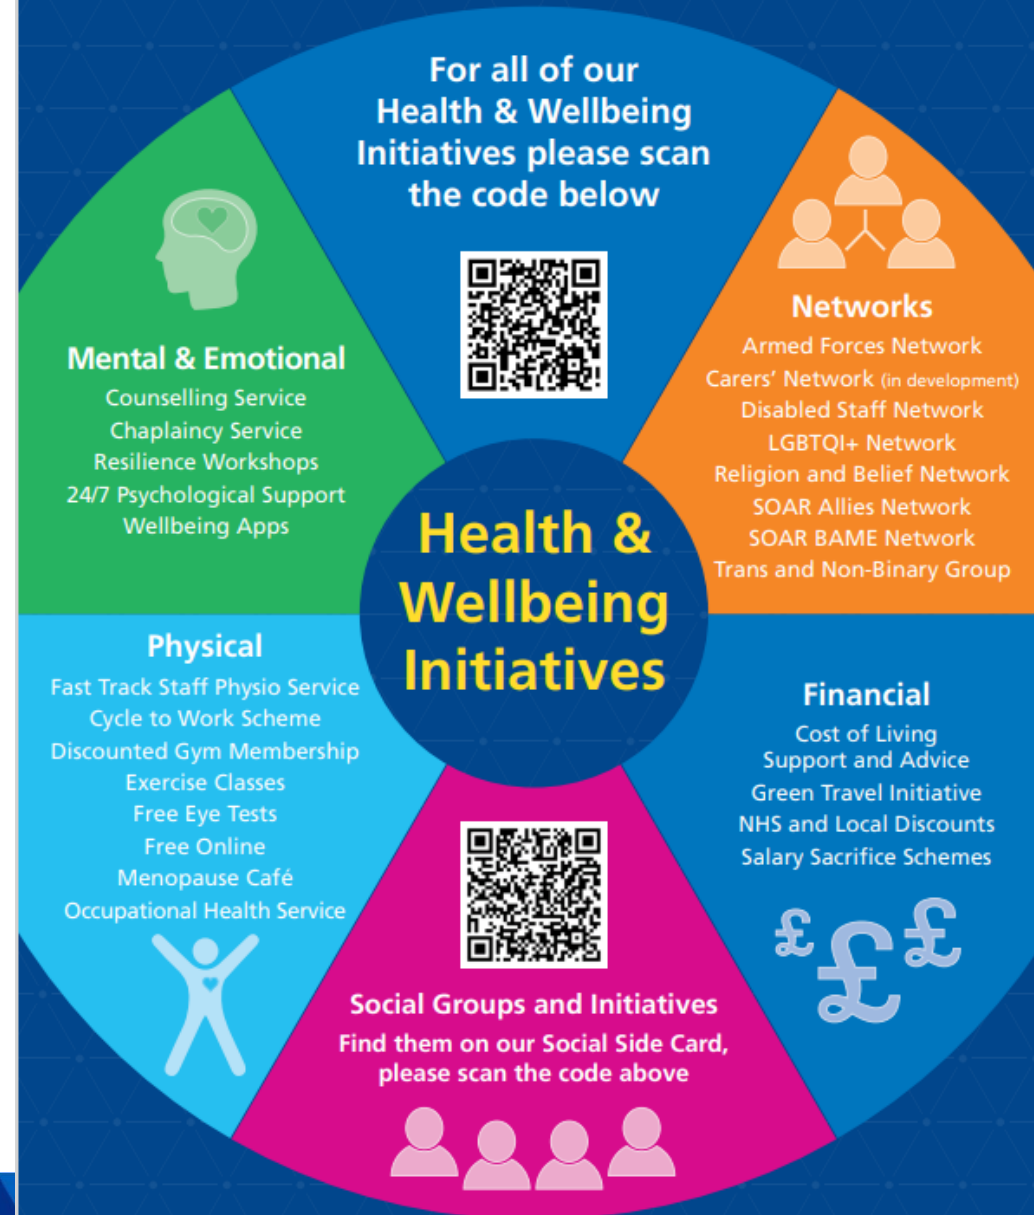 For all of our
Health & Wellbeing
Initiatives please scan
the code below
Mental & Emotional
Counselling Service
Chaplaincy Service
Resilience Workshops
24/7 Psychological Support
Wellbeing Apps
Networks
Armed Forces Network
Carers' Network (in development)
Disabled Staff Network
LGBTQI+ Network
Religion and Belief Network
SOAR Allies Network
SOAR BAME Network
Trans and Non-Binary Group
Health &
Wellbeing
Initiatives
Physical
Fast Track Staff Physio Service
Cycle to Work Scheme
Discounted Gym Membership
Exercise Classes
Free Eye Tests
Free Online
Menopause Café
Occupational Health Service
Financial
Cost of Living
Support and Advice
Green Travel Initiative
NHS and Local Discounts
Salary Sacrifice Schemes
£ £ £
Social Groups and Initiatives
Find them on our Social Side Card,
please scan the code above